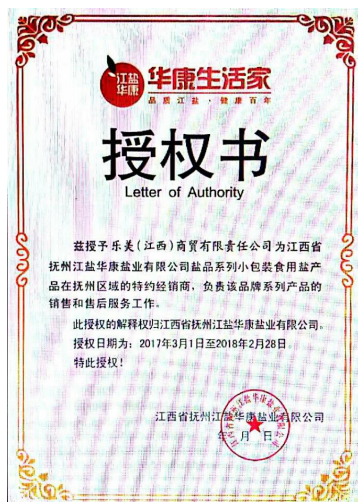 江盐
华康
华康生活家
品质江盐·健康百年
授权书
Letter of Authority
兹授予乐美(江西)商贸有限责任公司为江西省
抚州江盐华康盐业有限公司盐品系列小包装食用盐产
品在抚州区域的特约经销商，负责该品牌系列产品的
销售和售后服务工作。
此授权的解释权归江西省抚州江盐华康盐业有限公司。
授权日期为：2017年3月1日至2018年2月28日
特此授权！
江西省抚州江盐华康盐业有限公司
年 月 日